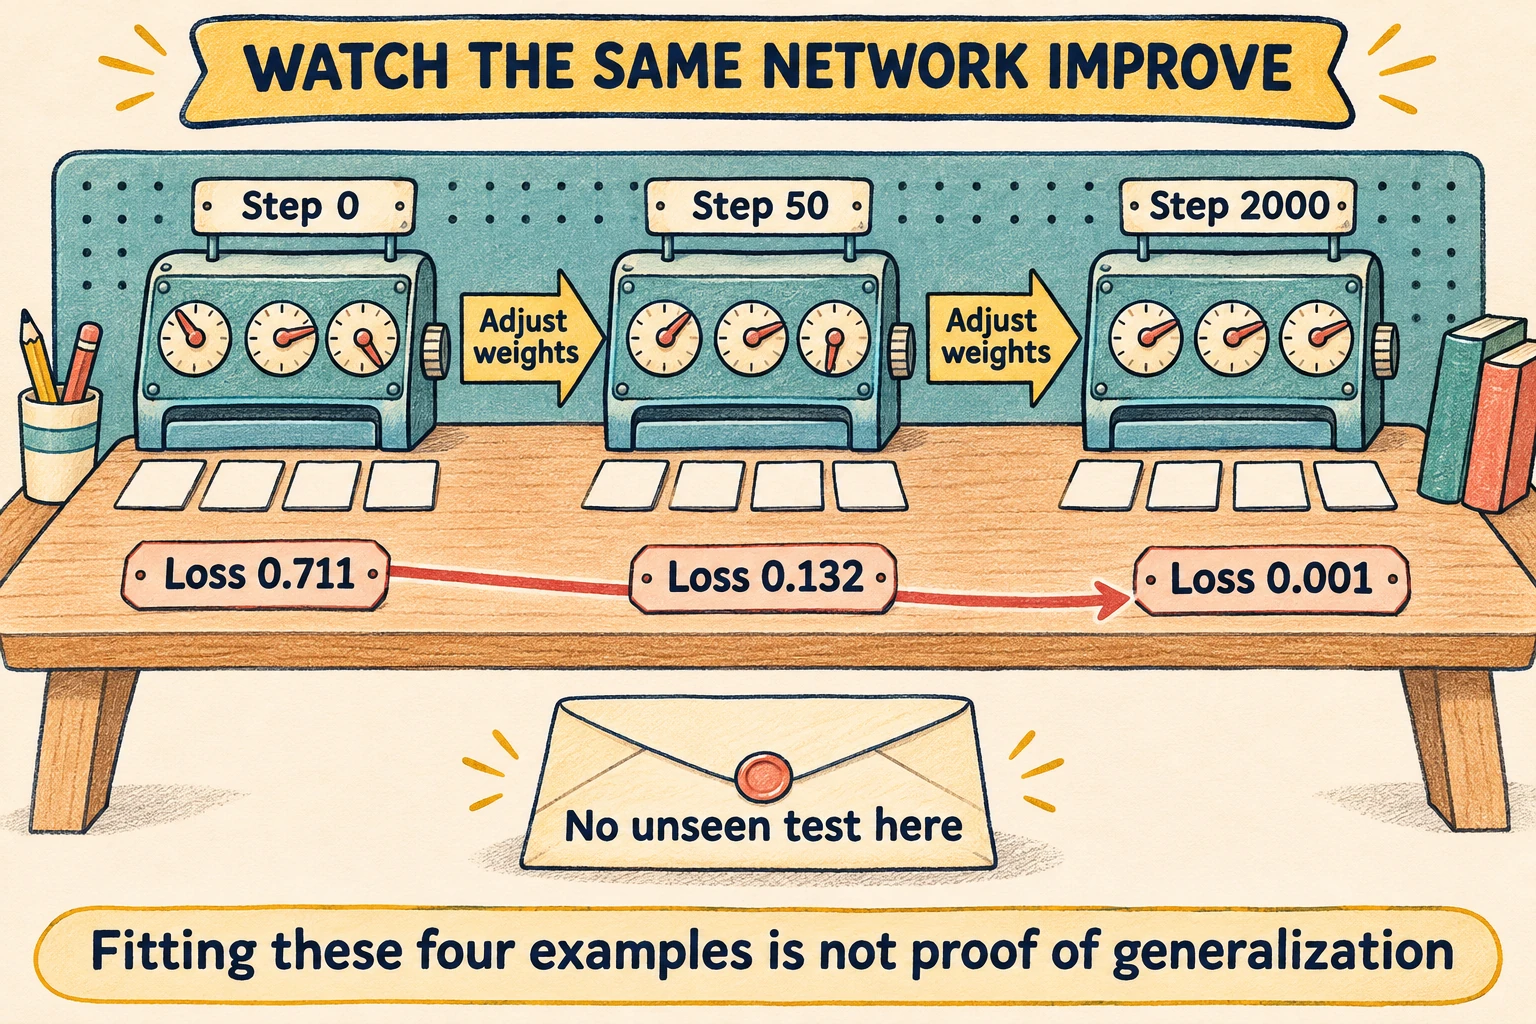 WATCH THE SAME NETWORK IMPROVE
Step 0
Step 50
Step 2000
Adjust
weights
Adjust
weights
Loss 0.711
Loss 0.132
Loss 0.001
No unseen test here
Fitting these four examples is not proof of generalization